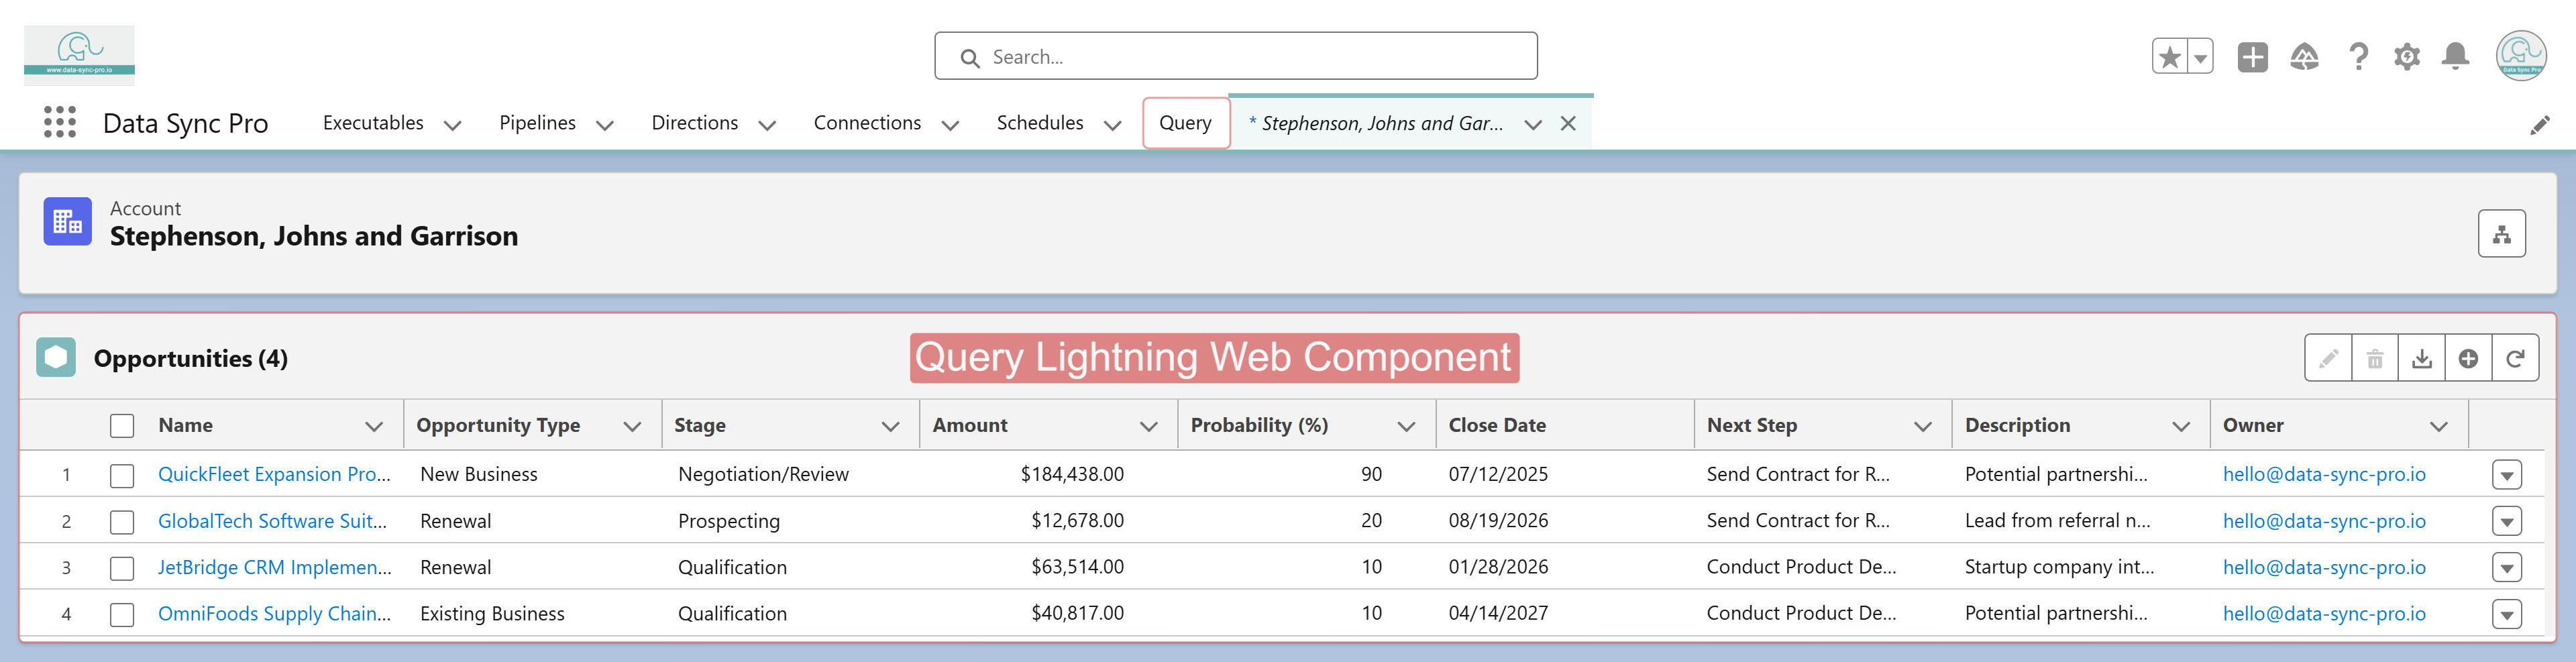 www.data-sync-pro.io
Search...
Data Sync Pro
Data Sync Pro Executables Pipelines Directions Connections Schedules Query * Stephenson, Johns and Gar...
Account
Stephenson, Johns and Garrison
Opportunities (4)
Query Lightning Web Component
Name Opportunity Type Stage Amount Probability (%) Close Date Next Step Description Owner
1 QuickFleet Expansion Pro... New Business Negotiation/Review $184,438.00 90 07/12/2025 Send Contract for R... Potential partnershi... hello@data-sync-pro.io
2 GlobalTech Software Suit... Renewal Prospecting $12,678.00 20 08/19/2026 Send Contract for R... Lead from referral n... hello@data-sync-pro.io
3 JetBridge CRM Implemen... Renewal Qualification $63,514.00 10 01/28/2026 Conduct Product De... Startup company int... hello@data-sync-pro.io
4 OmniFoods Supply Chain... Existing Business Qualification $40,817.00 10 04/14/2027 Conduct Product De... Potential partnershi... hello@data-sync-pro.io